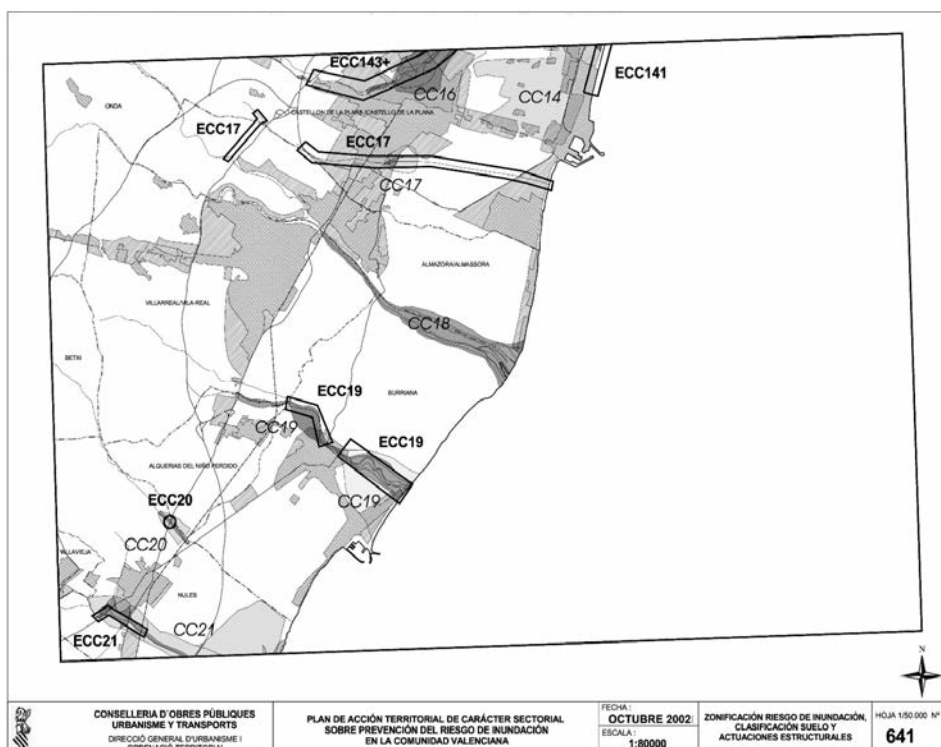 ECC143+
ECC141
CC16
CC14
ONDA
CASTELLON DE LA PLANA /CASTELLO DE LA PLANA
ECC17
ECC17
CC17
ALMAZORA/ALMASSORA
VILLARREAL/VILA-REAL
CC18
BETXI
BURRIANA
ECC19
CC19
ECC19
ALQUERIAS DEL NIÑO PERDIDO
ECC20
CC19
CC20
VILLAVIEJA
NULES
CC21
ECC21
N
CONSELLERIA D'OBRES PÚBLIQUES
URBANISME Y TRANSPORTS
DIRECCIÓ GENERAL D'URBANISME I
ORDENACIÓ TERRITORIAL
PLAN DE ACCIÓN TERRITORIAL DE CARÁCTER SECTORIAL
SOBRE PREVENCIÓN DEL RIESGO DE INUNDACIÓN
EN LA COMUNIDAD VALENCIANA
FECHA :
OCTUBRE 2002
ESCALA :
1:80000
ZONIFICACIÓN RIESGO DE INUNDACIÓN,
CLASIFICACIÓN SUELO Y
ACTUACIONES ESTRUCTURALES
HOJA 1/50.000 Nº
641